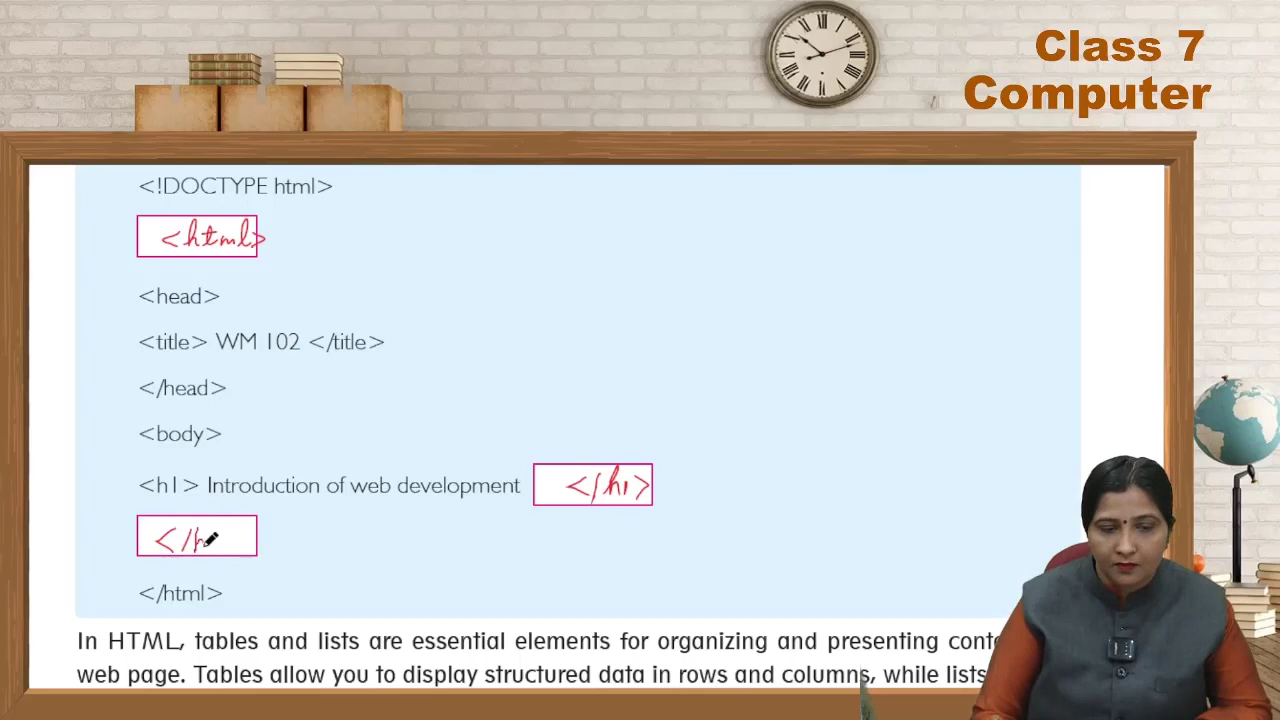 Class 7
Computer
<!DOCTYPE html>
<html>
<head>
<title> WM 102 </title>
</head>
<body>
<h1> Introduction of web development </h1>
</html>
In HTML, tables and lists are essential elements for organizing and presenting
web page. Tables allow you to display structured data in rows and columns, while lists